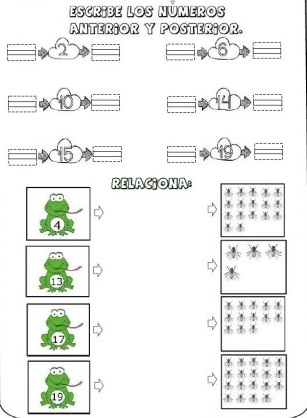 ESCRIBE LOS NÚMEROS
ANTERIOR Y POSTERIOR.
2 6
10 14
15 19
RELACIONA:
4
13
17
19